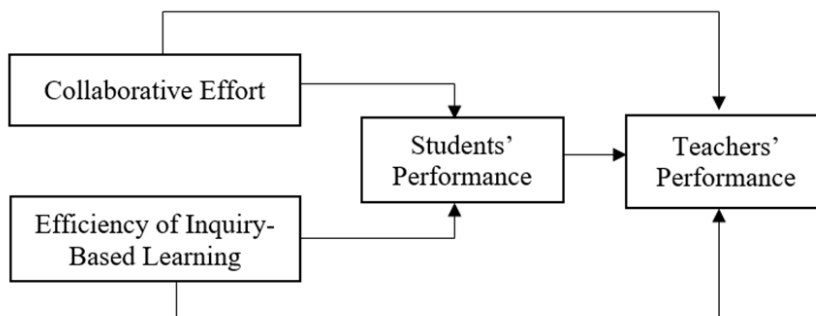 Collaborative Effort
Students'
Performance
Teachers'
Performance
Efficiency of Inquiry-
Based Learning